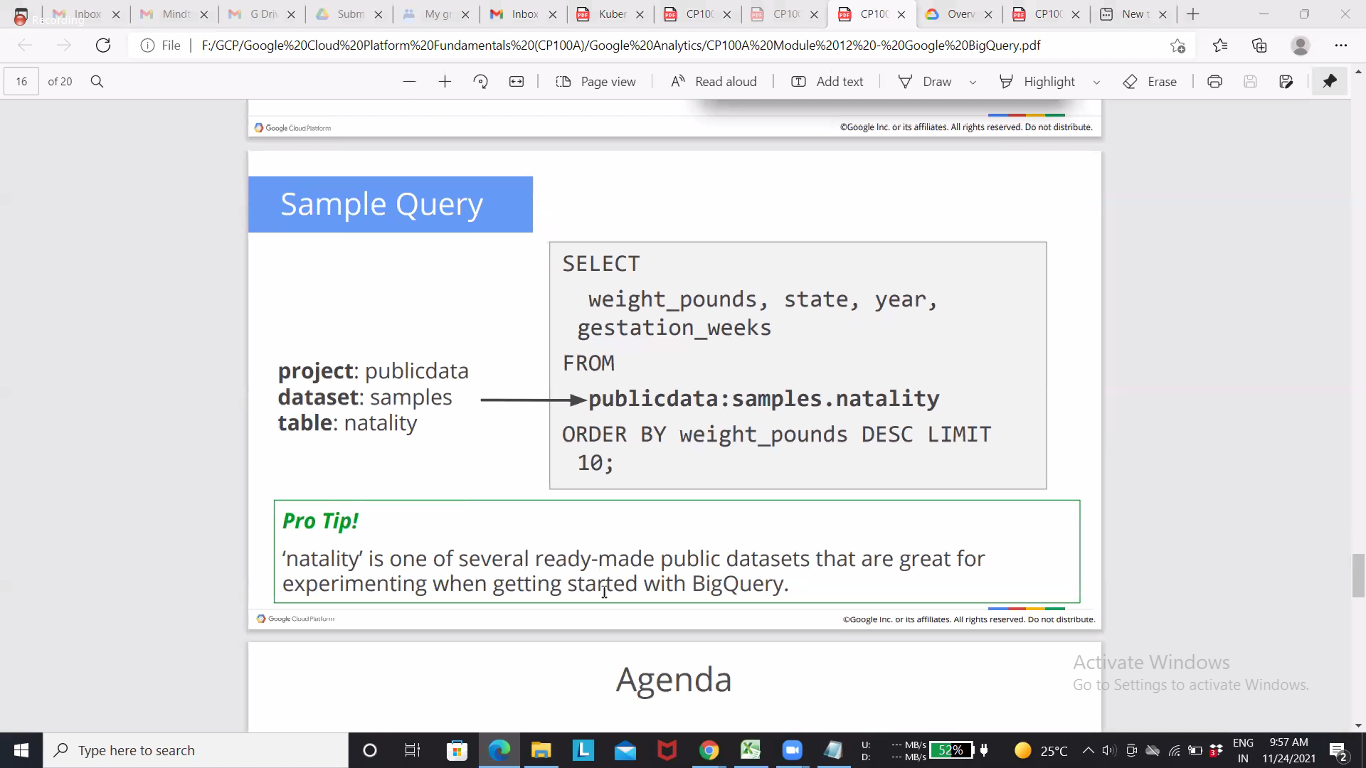 Recording
Inbox
Mindt
G Driv
Subm
My go
Inbox
Kuber
CP100
CP100
CP100
Overv
CP100
New t
File
F:/GCP/Google%20Cloud%20Platform%20Fundamentals%20(CP100A)/Google%20Analytics/CP100A%20Module%2012%20-%20Google%20BigQuery.pdf
16 of 20
Page view
Read aloud
Add text
Draw
Highlight
Erase
Google Cloud Platform
©Google Inc. or its affiliates. All rights reserved. Do not distribute.
Sample Query
project: publicdata
dataset: samples
table: natality
SELECT
weight_pounds, state, year,
gestation_weeks
FROM
publicdata:samples.natality
ORDER BY weight_pounds DESC LIMIT
10;
Pro Tip!
‘natality’ is one of several ready-made public datasets that are great for
experimenting when getting started with BigQuery.
Google Cloud Platform
©Google Inc. or its affiliates. All rights reserved. Do not distribute.
Agenda
Activate Windows
Go to Settings to activate Windows.
Type here to search
U: --- MB/s
D: --- MB/s
52%
25°C
ENG
IN
9:57 AM
11/24/2021
2